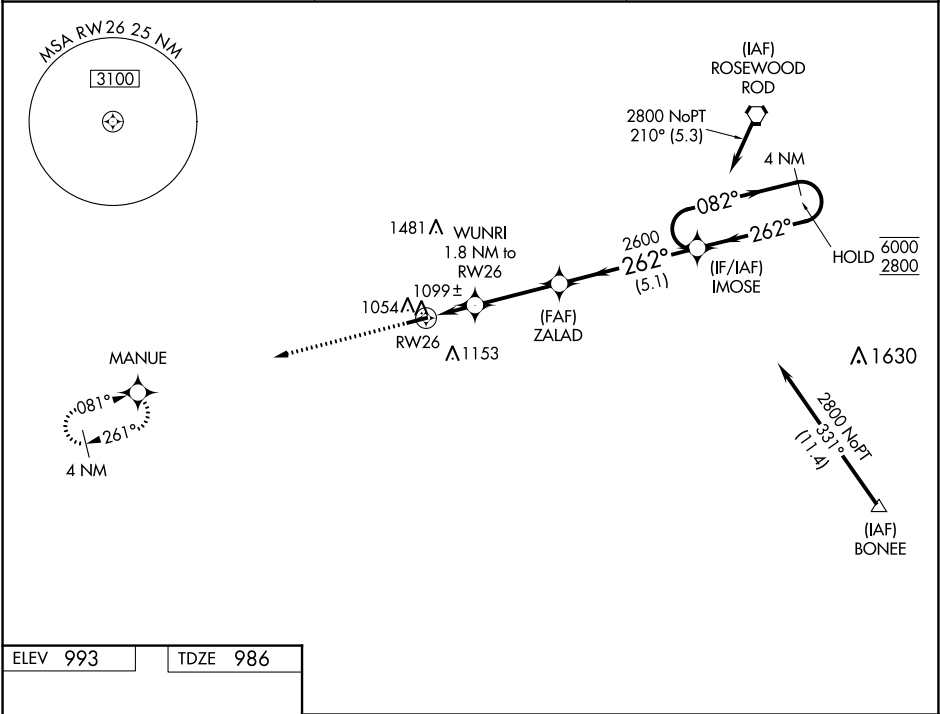 MSA RW 26 25 NM
3100
(IAF)
ROSEWOOD
ROD
2800 NoPT
210° (5.3)
4 NM
082°
262°
HOLD 6000
2800
(IF/IAF)
IMOSE
2600
262°
(5.1)
1481
WUNRI
1.8 NM to
RW26
1099±
1054
RW26
1153
(FAF)
ZALAD
1630
MANUE
081°
261°
4 NM
2800 NoPT
331°
(11.4)
(IAF)
BONEE
ELEV 993
TDZE 986